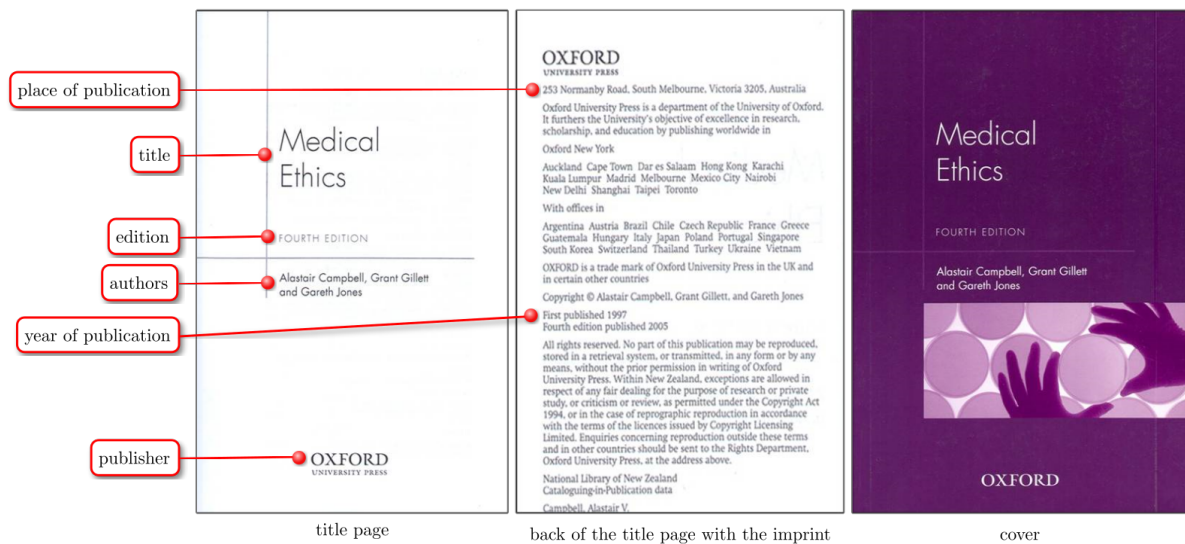 place of publication
title
edition
authors
year of publication
publisher
Medical
Ethics
FOURTH EDITION
Alastair Campbell, Grant Gillett
and Gareth Jones
OXFORD
UNIVERSITY PRESS
title page
OXFORD
UNIVERSITY PRESS
253 Normanby Road, South Melbourne, Victoria 3205, Australia
Oxford University Press is a department of the University of Oxford.
It furthers the University's objective of excellence in research,
scholarship, and education by publishing worldwide in
Oxford New York
Auckland Cape Town Dar es Salaam Hong Kong Karachi
Kuala Lumpur Madrid Melbourne Mexico City Nairobi
New Delhi Shanghai Taipei Toronto
With offices in
Argentina Austria Brazil Chile Czech Republic France Greece
Guatemala Hungary Italy Japan Poland Portugal Singapore
South Korea Switzerland Thailand Turkey Ukraine Vietnam
OXFORD is a trade mark of Oxford University Press in the UK and
in certain other countries
Copyright © Alastair Campbell, Grant Gillett, and Gareth Jones
First published 1997
Fourth edition published 2005
All rights reserved. No part of this publication may be reproduced,
stored in a retrieval system, or transmitted, in any form or by any
means, without the prior permission in writing of Oxford
University Press. Within New Zealand, exceptions are allowed in
respect of any fair dealing for the purpose of research or private
study, or criticism or review, as permitted under the Copyright Act
1994, or in the case of reprographic reproduction in accordance
with the terms of the licences issued by Copyright Licensing
Limited. Enquiries concerning reproduction outside these terms
and in other countries should be sent to the Rights Department,
Oxford University Press, at the address above.
National Library of New Zealand
Cataloguing-in-Publication data
Campbell, Alastair V.
back of the title page with the imprint
Medical
Ethics
FOURTH EDITION
Alastair Campbell, Grant Gillett
and Gareth Jones
OXFORD
cover